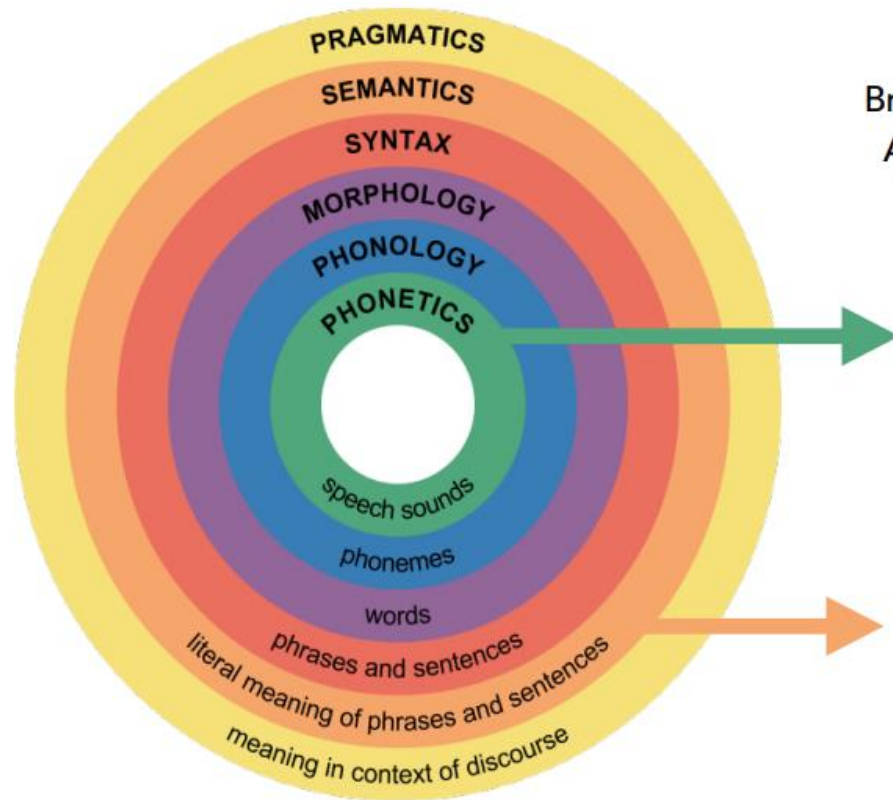 PRAGMATICS
SEMANTICS
SYNTAX
MORPHOLOGY
PHONOLOGY
PHONETICS
speech sounds
phonemes
words
phrases and sentences
literal meaning of phrases and sentences
meaning in context of discourse
Br
A